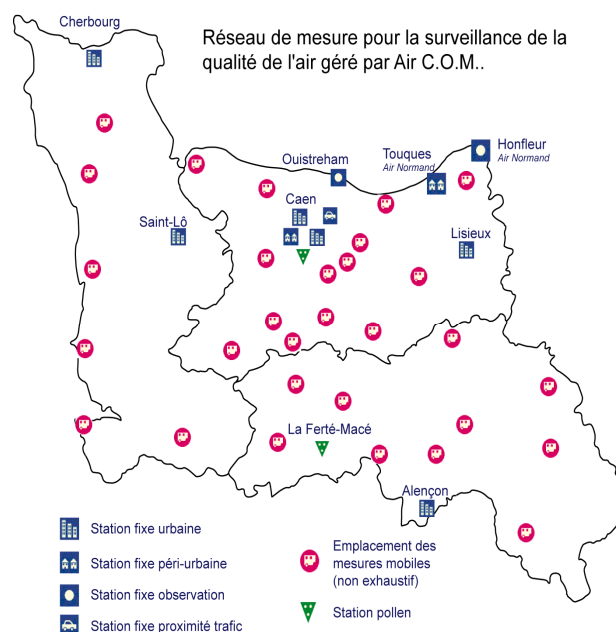 Cherbourg
Réseau de mesure pour la surveillance de la
qualité de l'air géré par Air C.O.M..
Honfleur
Air Normand
Touques
Air Normand
Ouistreham
Caen
Saint-Lô
Lisieux
La Ferté-Macé
Alençon
Station fixe urbaine
Station fixe péri-urbaine
Station fixe observation
Station fixe proximité trafic
Emplacement des
mesures mobiles
(non exhaustif)
Station pollen